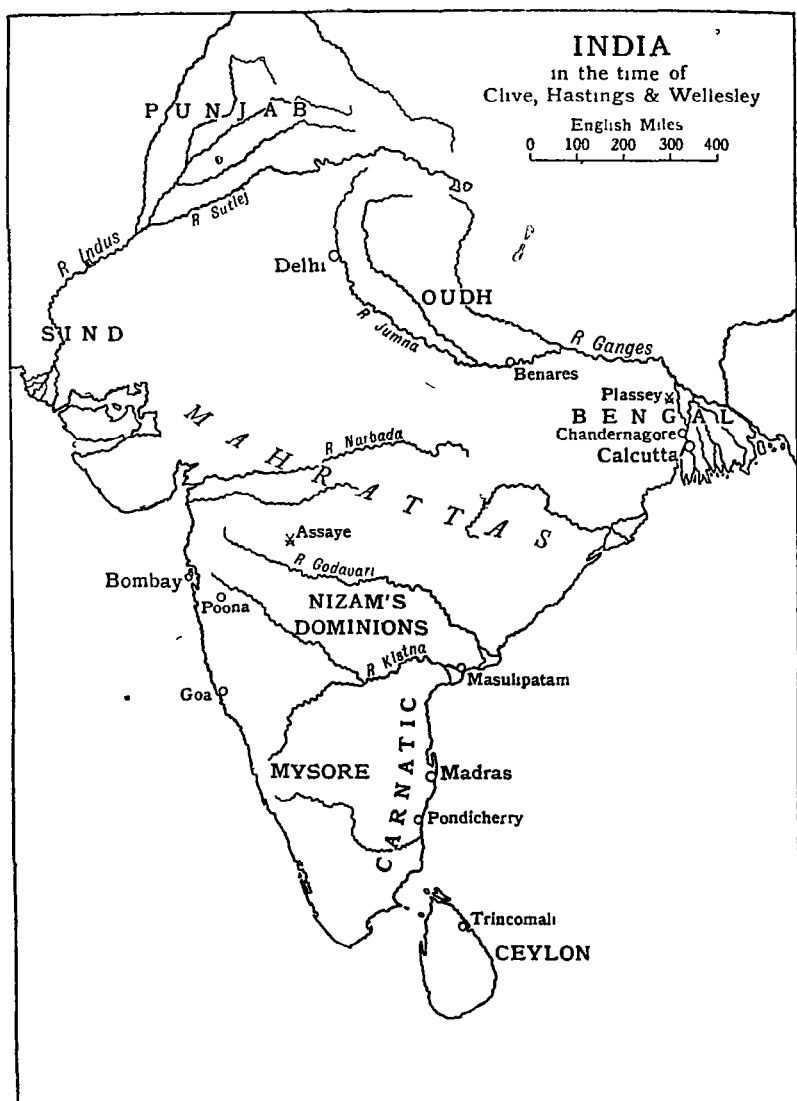 INDIA
in the time of
Clive, Hastings & Wellesley
English Miles
0 100 200 300 400
PUNJAB
R Sutlej
R Indus
Delhi
OUDH
SIND
R Jumna
R Ganges
Benares
Plassey
BENGAL
Chandernagore
Calcutta
MAHRATTAS
R Narbada
Assaye
R Godavari
Bombay
Poona
NIZAM'S
DOMINIONS
R Kistna
Masulipatam
Goa
CARNATIC
MYSORE
Madras
Pondicherry
Trincomali
CEYLON